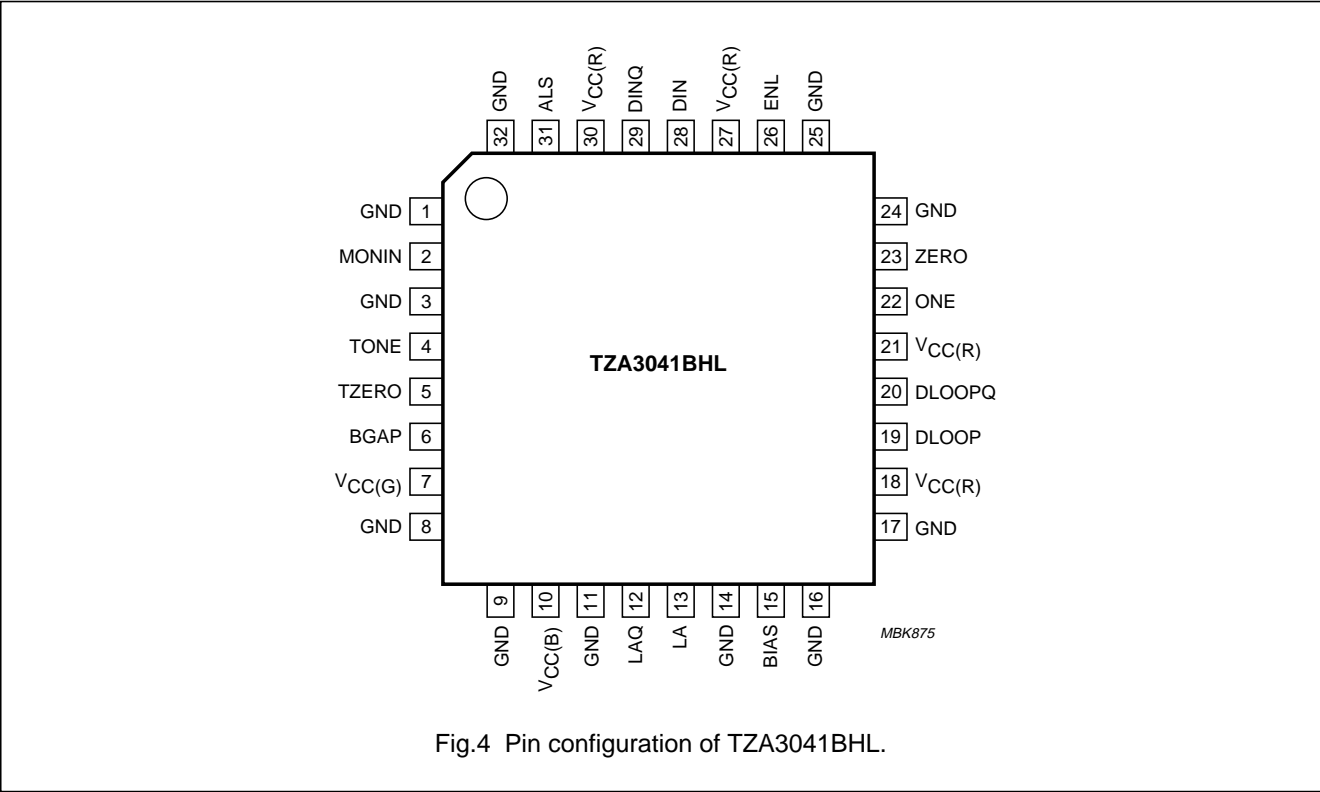 GND
ALS
VCC(R)
DINQ
DIN
VCC(R)
ENL
GND
32
31
30
29
28
27
26
25
GND 1
MONIN 2
GND 3
TONE 4
TZERO 5
BGAP 6
VCC(G) 7
GND 8
TZA3041BHL
24 GND
23 ZERO
22 ONE
21 VCC(R)
20 DLOOPQ
19 DLOOP
18 VCC(R)
17 GND
9
10
11
12
13
14
15
16
GND
VCC(B)
GND
LAQ
LA
GND
BIAS
GND
MBK875
Fig.4 Pin configuration of TZA3041BHL.